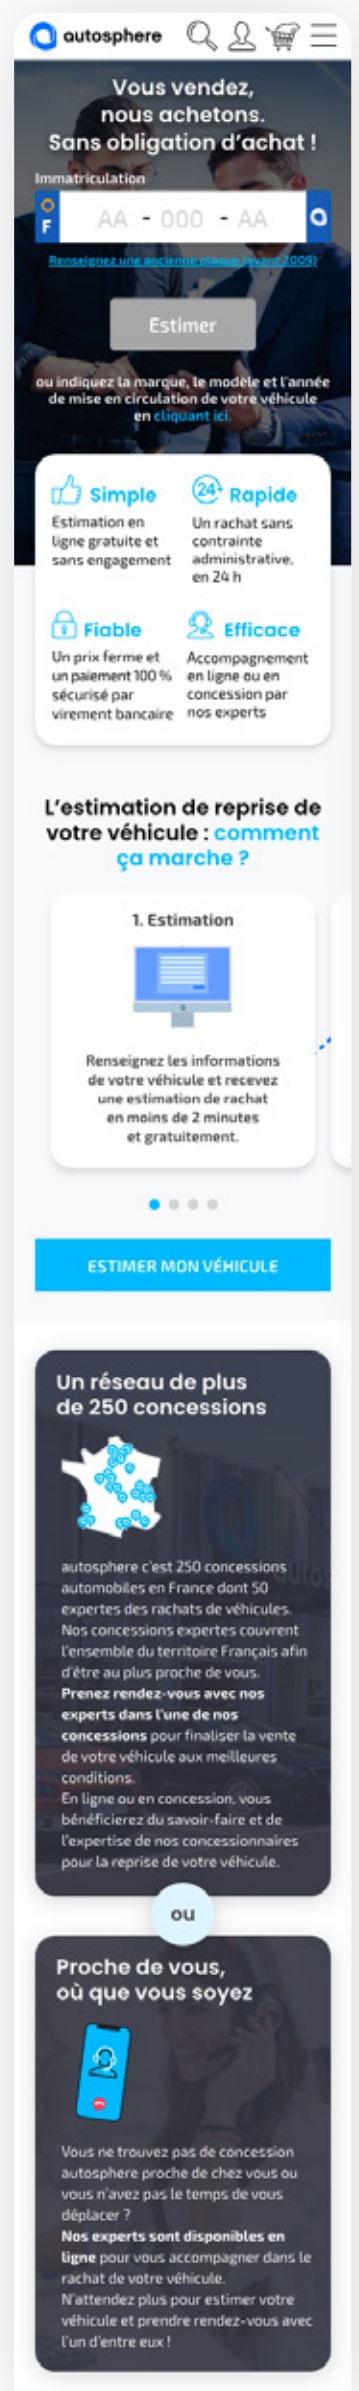 autosphere
Vous vendez,
nous achetons.
Sans obligation d'achat !
Immatriculation
F AA - 000 - AA
Renseignez une ancienne plaque (avant 2009)
Estimer
ou indiquez la marque, le modèle et l'année
de mise en circulation de votre véhicule
en cliquant ici.
Simple
Estimation en
ligne gratuite et
sans engagement
24h Rapide
Un rachat sans
contrainte
administrative,
en 24 h
Fiable
Un prix ferme et
un paiement 100 %
sécurisé par
virement bancaire
Efficace
Accompagnement
en ligne ou en
concession par
nos experts
L'estimation de reprise de
votre véhicule : comment
ça marche ?
1. Estimation
Renseignez les informations
de votre véhicule et recevez
une estimation de rachat
en moins de 2 minutes
et gratuitement.
ESTIMER MON VÉHICULE
Un réseau de plus
de 250 concessions
autosphere c'est 250 concessions
automobiles en France dont 50
expertes des rachats de véhicules.
Nos concessions expertes couvrent
l'ensemble du territoire Français afin
d'être au plus proche de vous.
Prenez rendez-vous avec nos
experts dans l'une de nos
concessions pour finaliser la vente
de votre véhicule aux meilleures
conditions.
En ligne ou en concession, vous
bénéficierez du savoir-faire et de
l'expertise de nos concessionnaires
pour la reprise de votre véhicule.
ou
Proche de vous,
où que vous soyez
Vous ne trouvez pas de concession
autosphere proche de chez vous ou
vous n'avez pas le temps de vous
déplacer ?
Nos experts sont disponibles en
ligne pour vous accompagner dans le
rachat de votre véhicule.
N'attendez plus pour estimer votre
véhicule et prendre rendez-vous avec
l'un d'entre eux !